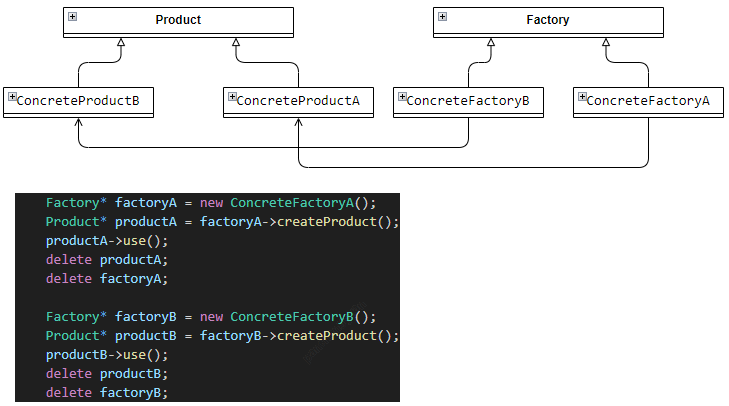 Product
Factory
ConcreteProductB
ConcreteProductA
ConcreteFactoryB
ConcreteFactoryA
Factory* factoryA = new ConcreteFactoryA();
Product* productA = factoryA->createProduct();
productA->use();
delete productA;
delete factoryA;
Factory* factoryB = new ConcreteFactoryB();
Product* productB = factoryB->createProduct();
productB->use();
delete productB;
delete factoryB;